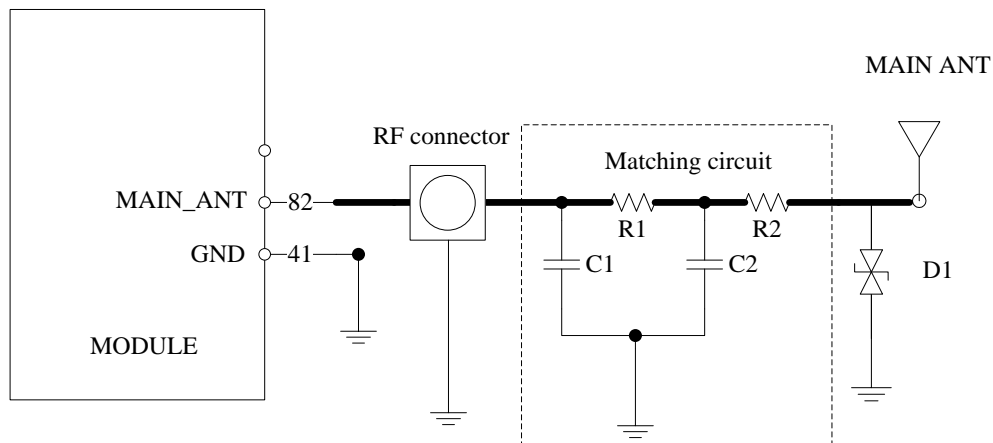 MAIN ANT
RF connector
Matching circuit
MAIN_ANT
82
R1
R2
GND
41
C1
C2
D1
MODULE